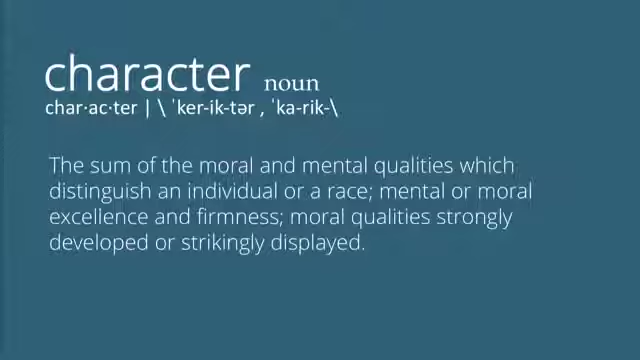 character noun
char·ac·ter | \ ˈker-ik-tər , ˈka-rik-\
The sum of the moral and mental qualities which
distinguish an individual or a race; mental or moral
excellence and firmness; moral qualities strongly
developed or strikingly displayed.